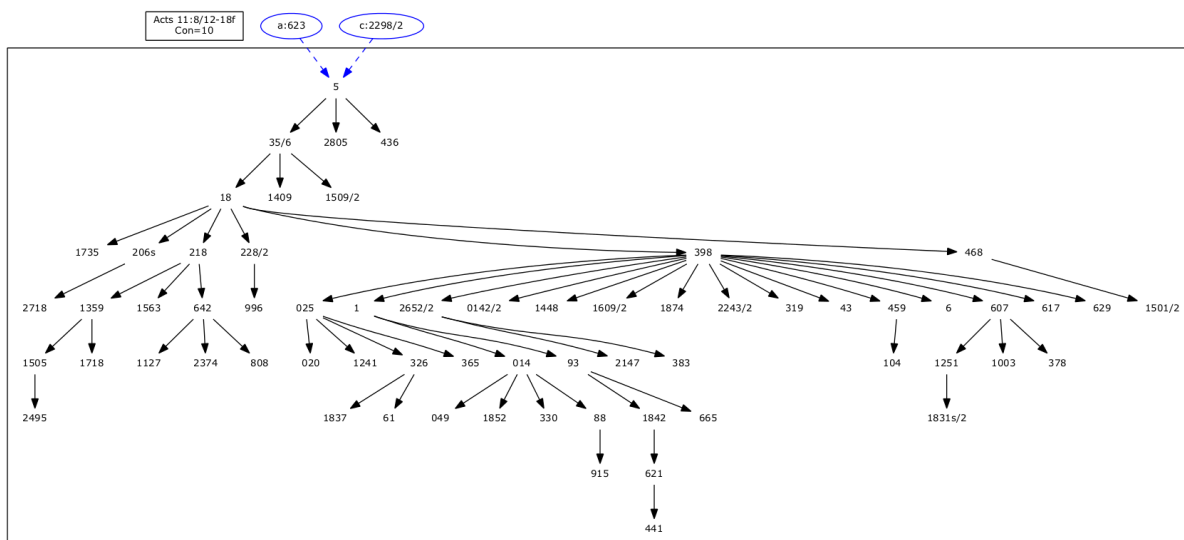 Acts 11:8/12-18f
Con=10
a:623 c:2298/2
5
35/6 2805 436
18 1409 1509/2
1735 206s 218 228/2 398 468
2718 1359 1563 642 996 025 1 2652/2 0142/2 1448 1609/2 1874 2243/2 319 43 459 6 607 617 629 1501/2
1505 1718 1127 2374 808 020 1241 326 365 014 93 2147 383 104 1251 1003 378
2495 1837 61 049 1852 330 88 1842 665 1831s/2
915 621
441